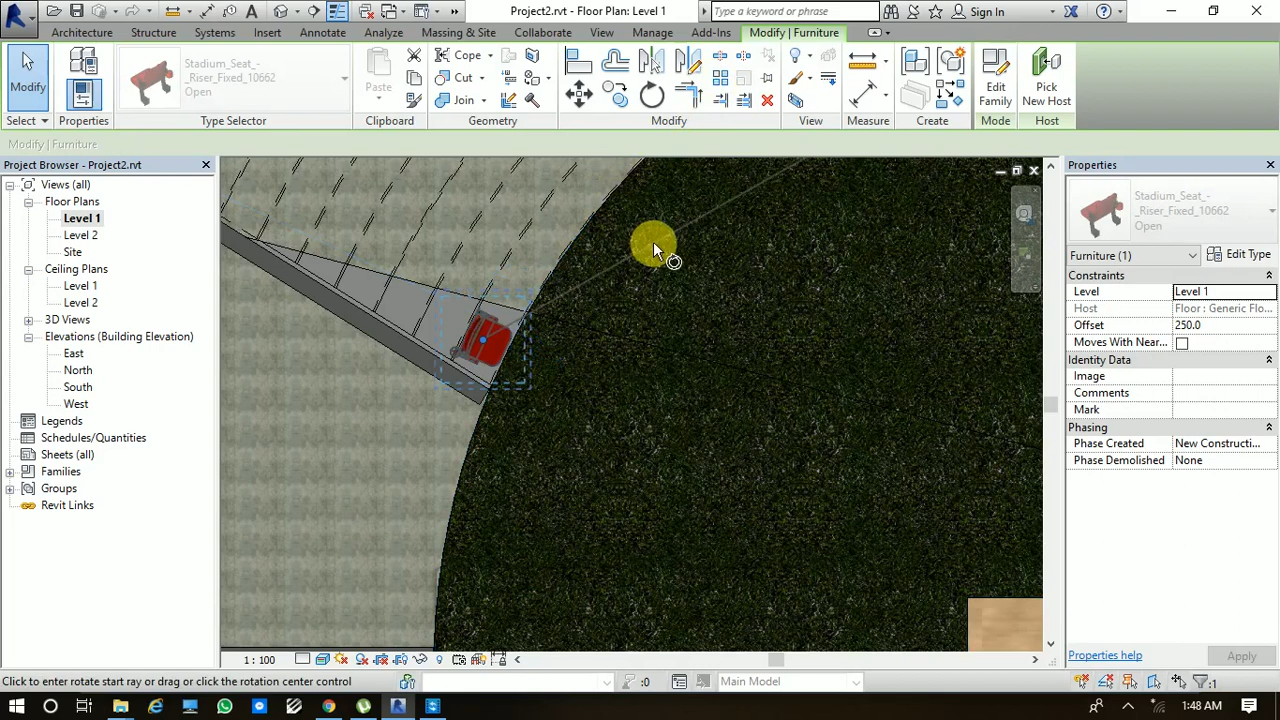 Project2.rvt - Floor Plan: Level 1
Type a keyword or phrase
Sign In
Architecture
Structure
Systems
Insert
Annotate
Analyze
Massing & Site
Collaborate
View
Manage
Add-Ins
Modify | Furniture
Modify
Stadium_Seat_-
_Riser_Fixed_10662
Open
Paste
Cope
Cut
Join
Edit
Family
Pick
New Host
Select
Properties
Type Selector
Clipboard
Geometry
Modify
View
Measure
Create
Mode
Host
Modify | Furniture
Project Browser - Project2.rvt
Views (all)
Floor Plans
Level 1
Level 2
Site
Ceiling Plans
Level 1
Level 2
3D Views
Elevations (Building Elevation)
East
North
South
West
Legends
Schedules/Quantities
Sheets (all)
Families
Groups
Revit Links
Properties
Stadium_Seat_-
_Riser_Fixed_10662
Open
Furniture (1)
Edit Type
Constraints
Level Level 1
Host Floor : Generic Flo...
Offset 250.0
Moves With Near...
Identity Data
Image
Comments
Mark
Phasing
Phase Created New Constructi...
Phase Demolished None
Properties help
Apply
1 : 100
Click to enter rotate start ray or drag or click the rotation center control
:0
Main Model
:1
1:48 AM